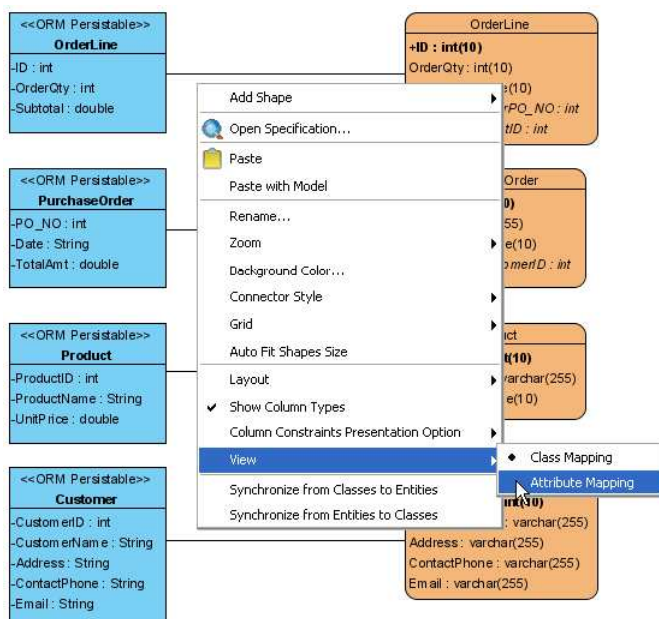 <<ORM Persistable>>
OrderLine
-ID : int
-OrderQty : int
-Subtotal : double
OrderLine
+ID : int(10)
OrderQty : int(10)
e(10)
rPO_NO : int
tID : int
<<ORM Persistable>>
PurchaseOrder
-PO_NO : int
-Date : String
-TotalAmt : double
Order
0)
55)
e(10)
omerID : int
<<ORM Persistable>>
Product
-ProductID : int
-ProductName : String
-UnitPrice : double
ct
t(10)
varchar(255)
e(10)
<<ORM Persistable>>
Customer
-CustomerID : int
-CustomerName : String
-Address : String
-ContactPhone : String
-Email : String
int(10)
: varchar(255)
Address : varchar(255)
ContactPhone : varchar(255)
Email : varchar(255)
Add Shape
Open Specification...
Paste
Paste with Model
Rename...
Zoom
Background Color...
Connector Style
Grid
Auto Fit Shapes Size
Layout
Show Column Types
Column Constraints Presentation Option
View
Synchronize from Classes to Entities
Synchronize from Entities to Classes
Class Mapping
Attribute Mapping